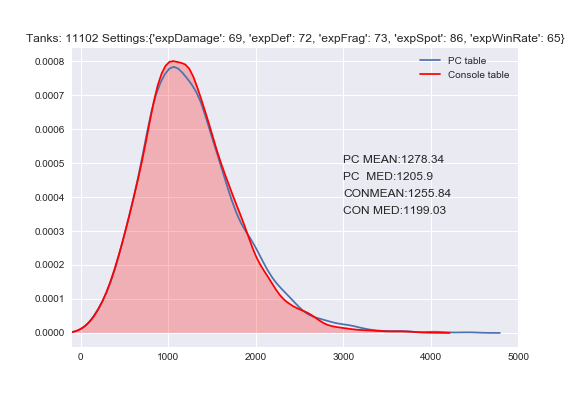 Tanks: 11102 Settings:{'expDamage': 69, 'expDef': 72, 'expFrag': 73, 'expSpot': 86, 'expWinRate': 65}
PC table
Console table
0.0008
0.0007
0.0006
0.0005
0.0004
0.0003
0.0002
0.0001
0.0000
PC MEAN:1278.34
PC  MED:1205.9
CONMEAN:1255.84
CON MED:1199.03
0 1000 2000 3000 4000 5000